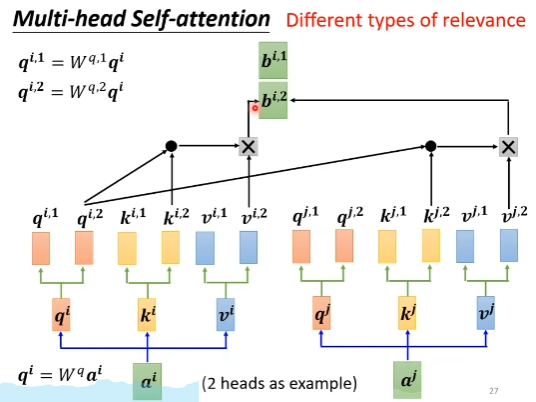 Multi-head Self-attention Different types of relevance
q^{i,1} = W^{q,1}q^i
q^{i,2} = W^{q,2}q^i
b^{i,1}
b^{i,2}
q^{i,1} q^{i,2} k^{i,1} k^{i,2} v^{i,1} v^{i,2} q^{j,1} q^{j,2} k^{j,1} k^{j,2} v^{j,1} v^{j,2}
q^i k^i v^i q^j k^j v^j
q^i = W^q a^i
a^i (2 heads as example) a^j
27